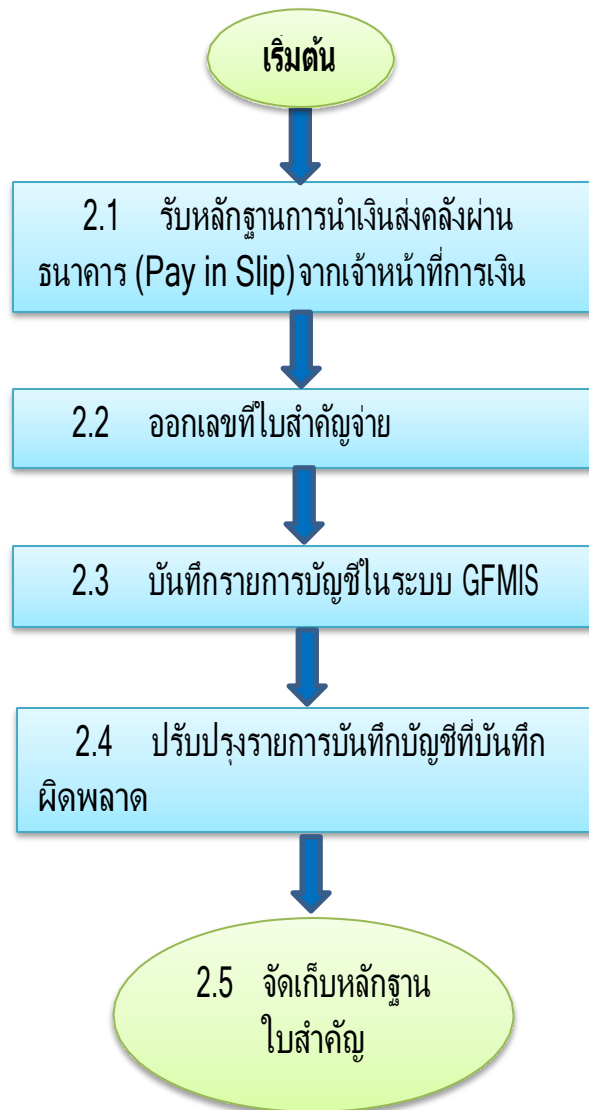 เริ่มต้น
2.1 รับหลักฐานการนำเงินส่งคลังผ่าน
ธนาคาร (Pay in Slip) จากเจ้าหน้าที่การเงิน
2.2 ออกเลขที่ใบสำคัญจ่าย
2.3 บันทึกรายการบัญชีในระบบ GFMIS
2.4 ปรับปรุงรายการบันทึกบัญชีที่บันทึก
ผิดพลาด
2.5 จัดเก็บหลักฐาน
ใบสำคัญ